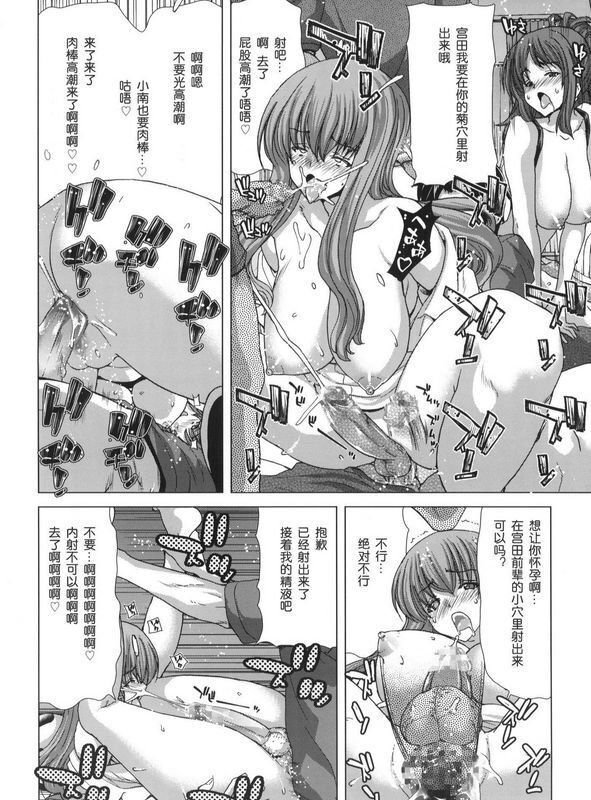 宫田我要在你的菊穴里射
出来哦
射吧…
啊 去了
屁股高潮了唔唔♡
啊啊嗯
不要光高潮啊
小南也要肉棒…♡
咕唔♡
来了来了
肉棒高潮来了啊啊啊♡
想让你怀孕啊…
在宫田前辈的小穴里射出来
可以吗?
不行…
绝对不行
抱歉
已经射出来了
接着我的精液吧
不要…啊啊啊啊啊啊♡
内射不可以啊啊啊
去了啊啊啊啊♡